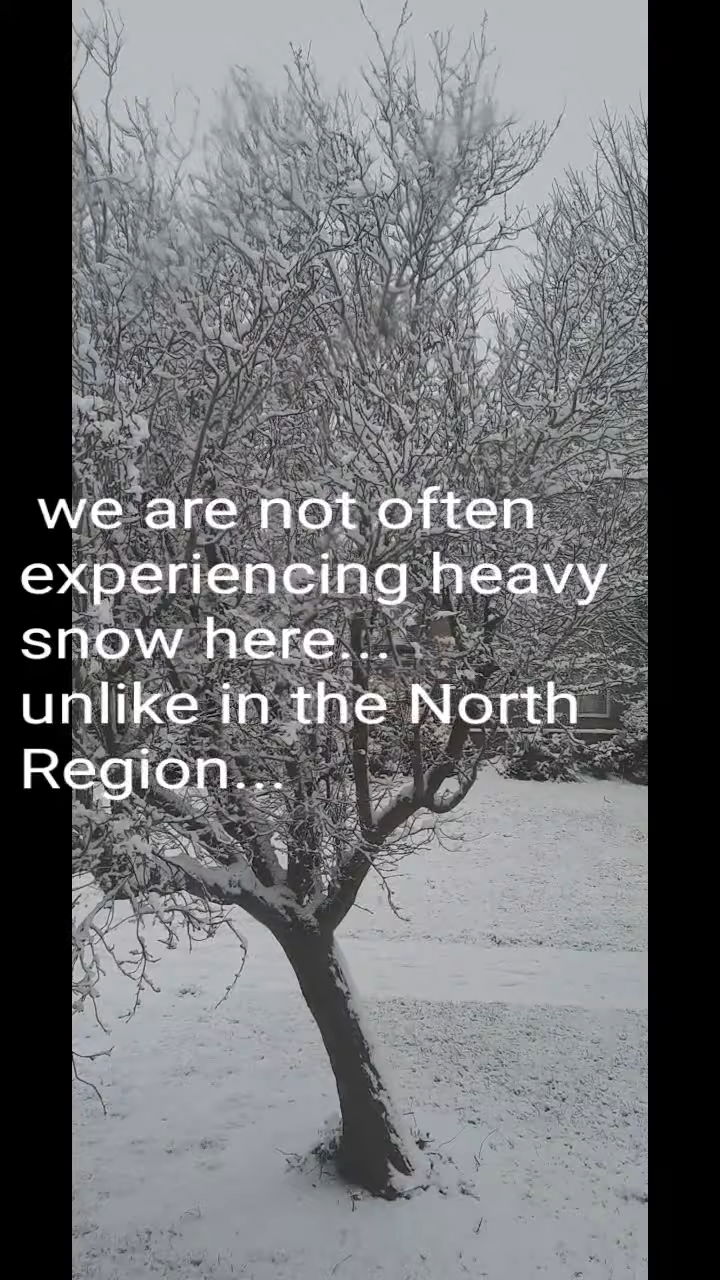 we are not often
experiencing heavy
snow here...
unlike in the North
Region...